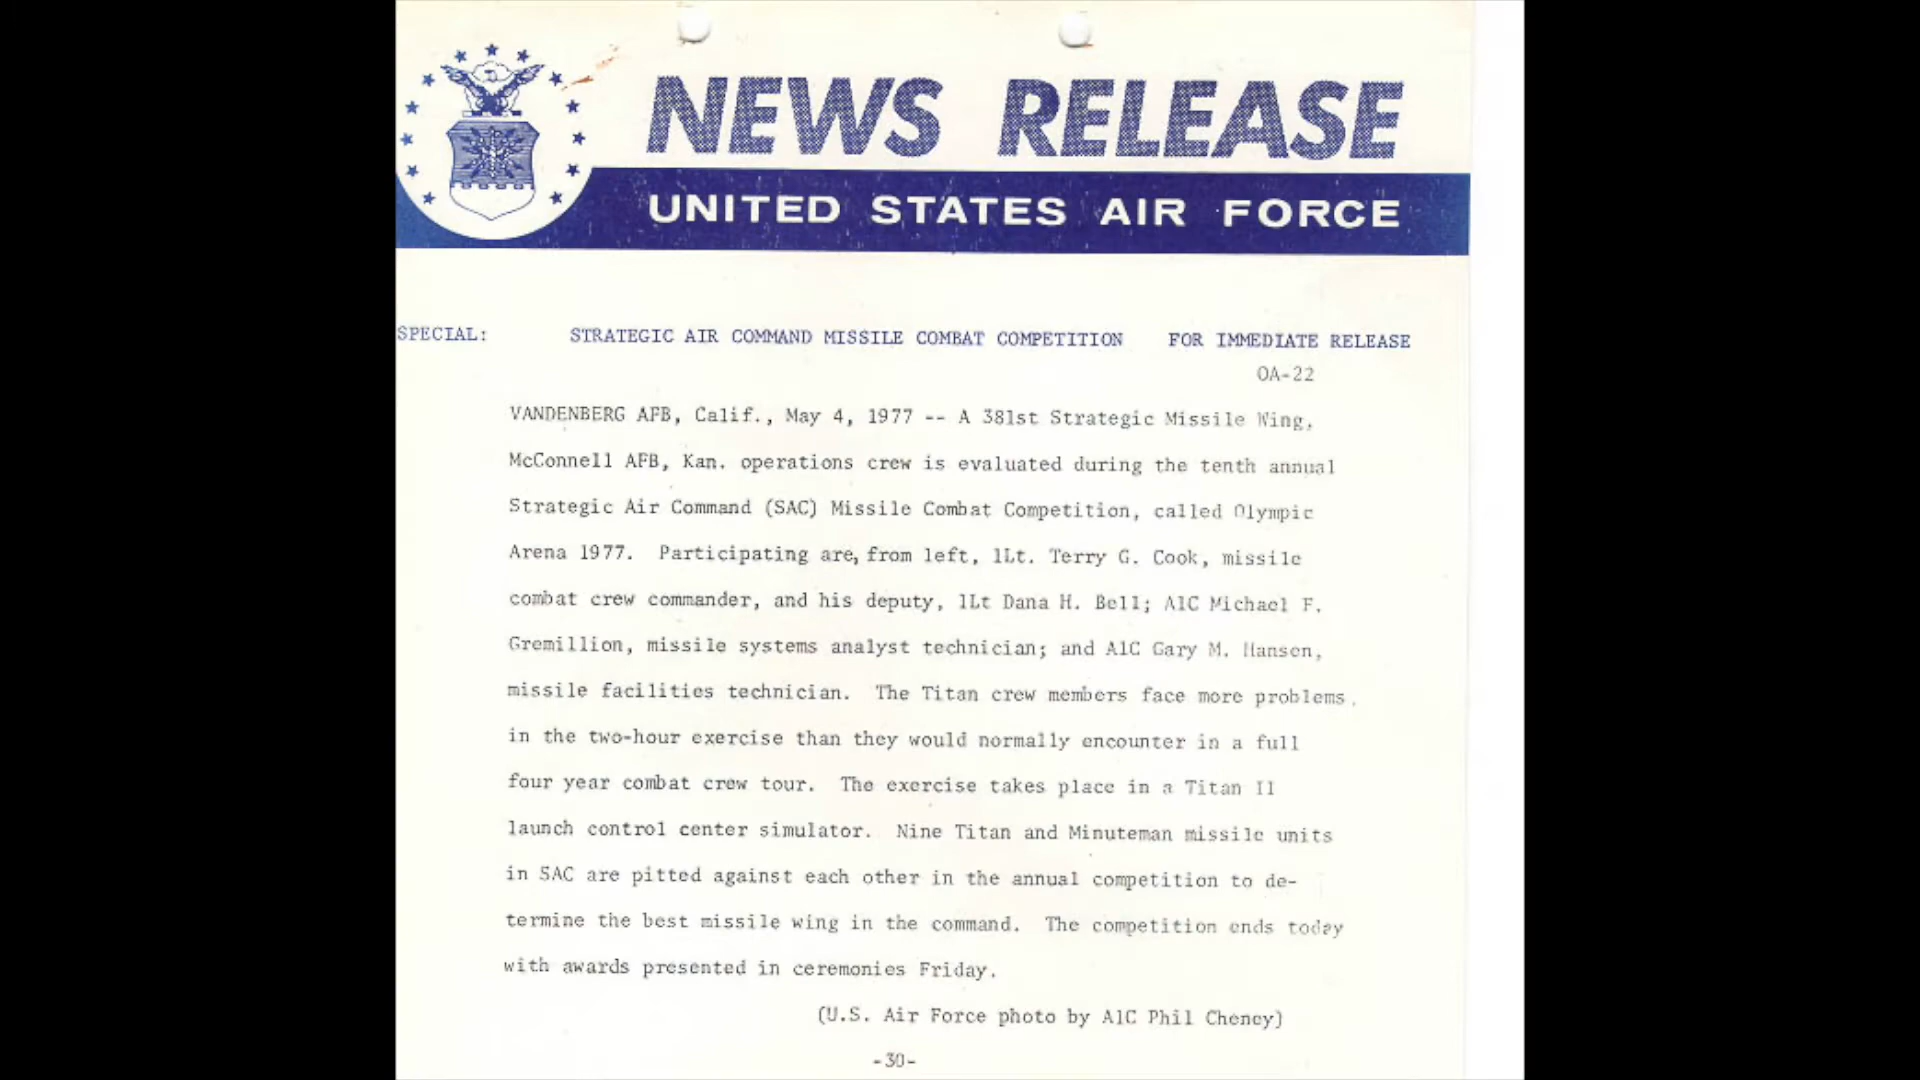 NEWS RELEASE
UNITED STATES AIR FORCE
SPECIAL: STRATEGIC AIR COMMAND MISSILE COMBAT COMPETITION FOR IMMEDIATE RELEASE
OA-22
VANDENBERG AFB, Calif., May 4, 1977 -- A 381st Strategic Missile Wing,
McConnell AFB, Kan. operations crew is evaluated during the tenth annual
Strategic Air Command (SAC) Missile Combat Competition, called Olympic
Arena 1977. Participating are, from left, 1Lt. Terry G. Cook, missile
combat crew commander, and his deputy, 1Lt Dana H. Bell; A1C Michael F.
Gremillion, missile systems analyst technician; and A1C Gary M. Hansen,
missile facilities technician. The Titan crew members face more problems
in the two-hour exercise than they would normally encounter in a full
four year combat crew tour. The exercise takes place in a Titan II
launch control center simulator. Nine Titan and Minuteman missile units
in SAC are pitted against each other in the annual competition to de-
termine the best missile wing in the command. The competition ends today
with awards presented in ceremonies Friday.
(U.S. Air Force photo by A1C Phil Cheney)
-30-